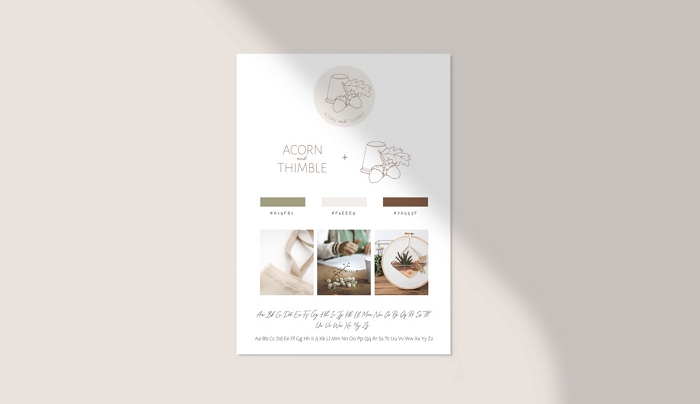 ACORN and THIMBLE
ACORN
and
THIMBLE
+
#F4EEE9
Aa Bb Cc Dd Ee Ff Gg Hh Ii Jj Kk Ll Mm Nn Oo Pp Qq Rr Ss Tt
Uu Vv Ww Xx Yy Zz
Aa Bb Cc Dd Ee Ff Gg Hh Ii Jj Kk Ll Mm Nn Oo Pp Qq Rr Ss Tt Uu Vv Ww Xx Yy Zz